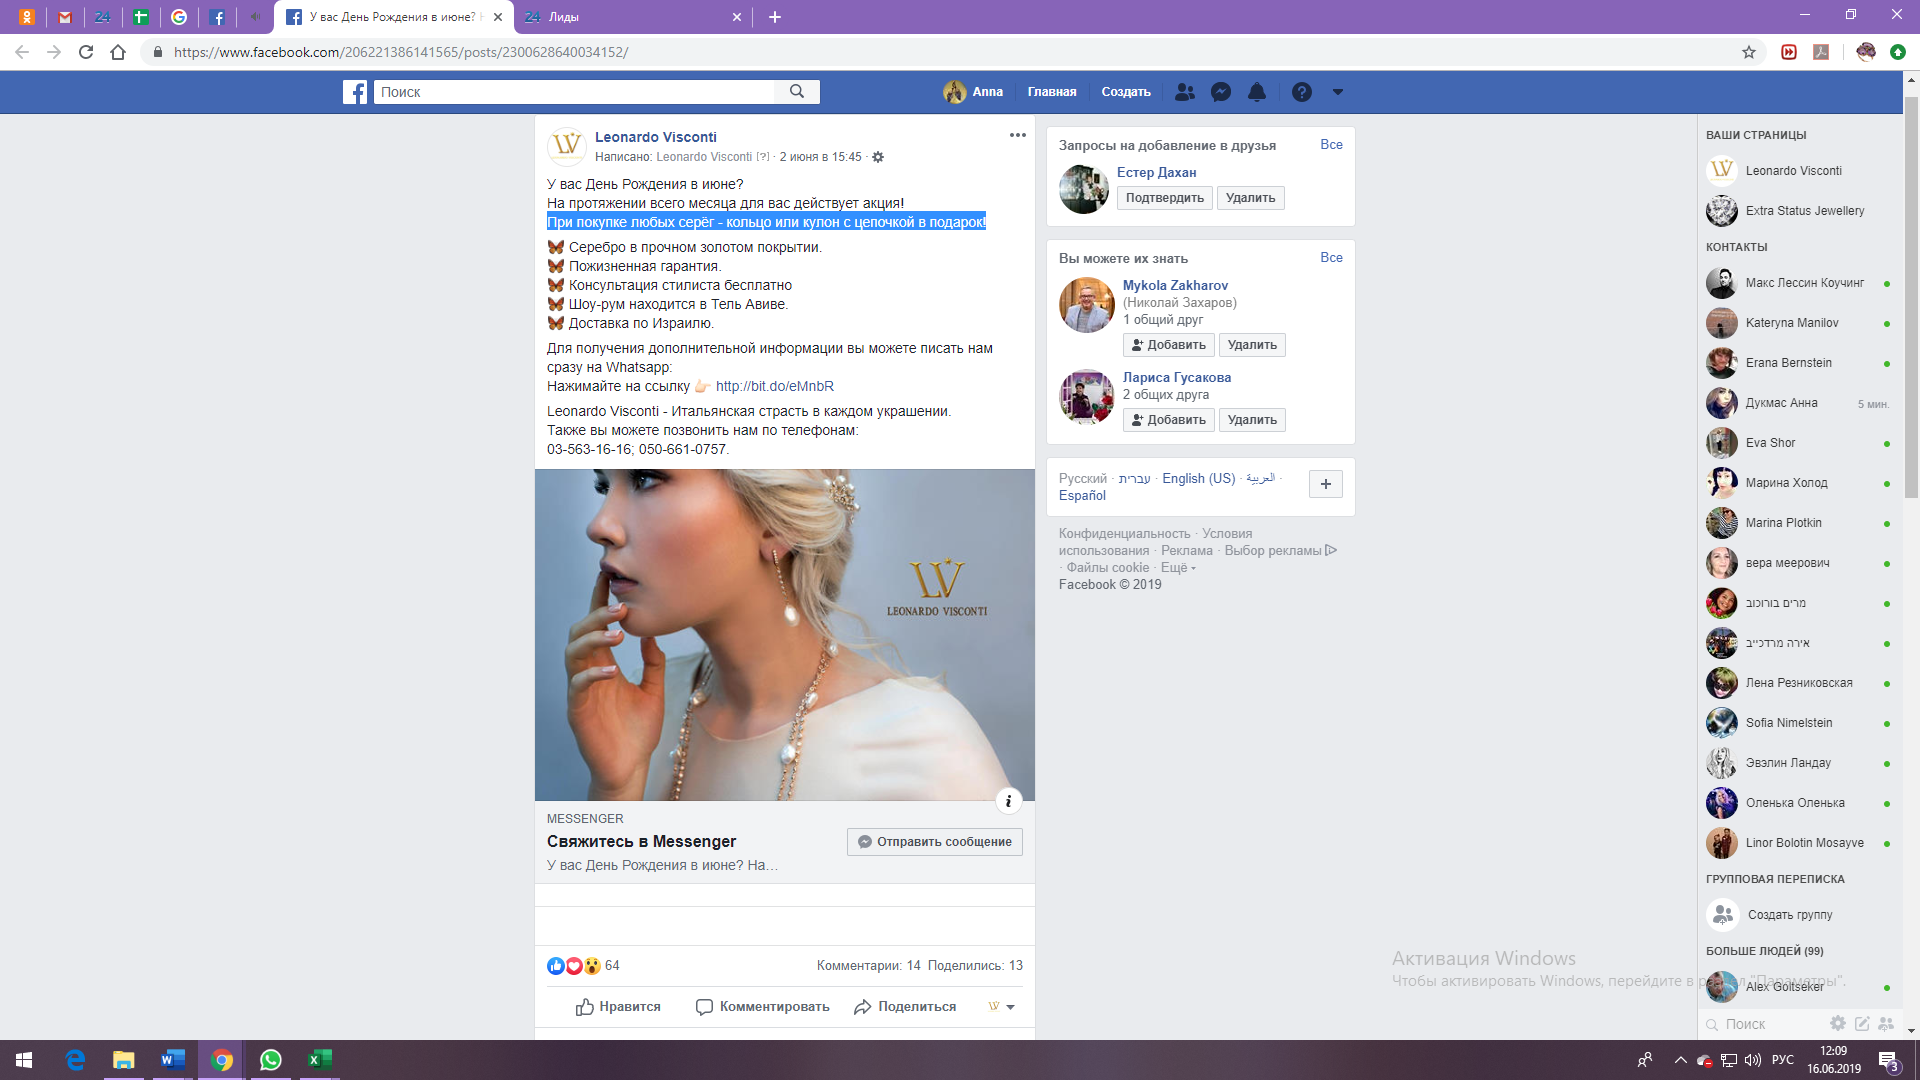 24
У вас День Рождения в июне? Н
24 Лиды
https://www.facebook.com/206221386141565/posts/2300628640034152/
Поиск
Anna
Главная
Создать
Leonardo Visconti
Написано: Leonardo Visconti [?] · 2 июня в 15:45 ·
У вас День Рождения в июне?
На протяжении всего месяца для вас действует акция!
При покупке любых серёг - кольцо или кулон с цепочкой в подарок!
🦋 Серебро в прочном золотом покрытии.
🦋 Пожизненная гарантия.
🦋 Консультация стилиста бесплатно
🦋 Шоу-рум находится в Тель Авиве.
🦋 Доставка по Израилю.
Для получения дополнительной информации вы можете писать нам
сразу на Whatsapp:
Нажимайте на ссылку 👉🏻 http://bit.do/eMnbR
Leonardo Visconti - Итальянская страсть в каждом украшении.
Также вы можете позвонить нам по телефонам:
03-563-16-16; 050-661-0757.
LV
LEONARDO VISCONTI
MESSENGER
Свяжитесь в Messenger
У вас День Рождения в июне? На…
Отправить сообщение
64
Комментарии: 14 Поделились: 13
Нравится
Комментировать
Поделиться
Запросы на добавление в друзья
Все
Естер Дахан
Подтвердить
Удалить
Вы можете их знать
Все
Mykola Zakharov
(Николай Захаров)
1 общий друг
Добавить
Удалить
Лариса Гусакова
2 общих друга
Добавить
Удалить
Русский · עברית · English (US) · العربية ·
Español
Конфиденциальность · Условия
использования · Реклама · Выбор рекламы
· Файлы cookie · Ещё
Facebook © 2019
ВАШИ СТРАНИЦЫ
Leonardo Visconti
Extra Status Jewellery
КОНТАКТЫ
Макс Лессин Коучинг
Kateryna Manilov
Erana Bernstein
Дукмас Анна
5 мин.
Eva Shor
Марина Холод
Marina Plotkin
вера меерович
מרים בורוכוב
אירה מרדכייב
Лена Резниковская
Sofia Nimelstein
Эвэлин Ландау
Оленька Оленька
Linor Bolotin Mosayve
ГРУППОВАЯ ПЕРЕПИСКА
Создать группу
БОЛЬШЕ ЛЮДЕЙ (99)
Alex Goltseker
Поиск
Активация Windows
Чтобы активировать Windows, перейдите в раздел "Параметры".
РУС
12:09
16.06.2019
3